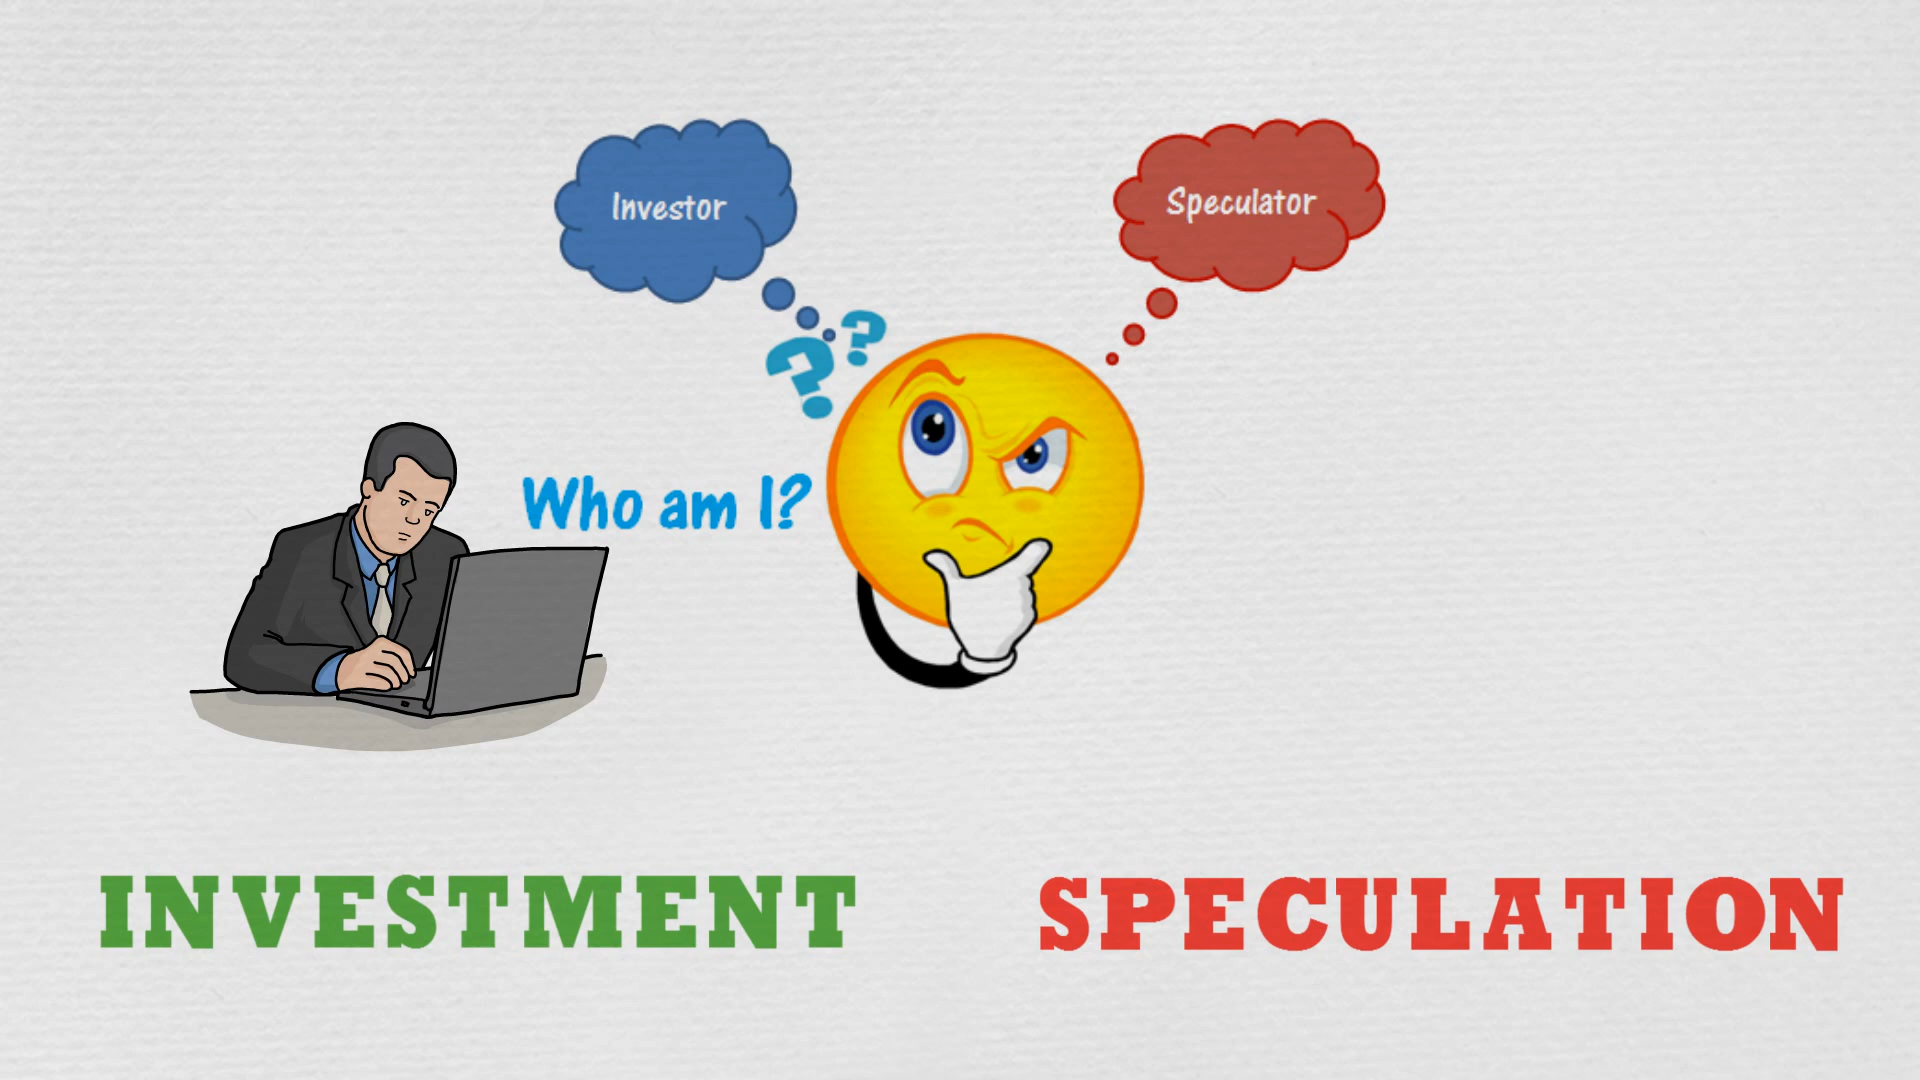 Investor
Speculator
? ?
Who am I?
INVESTMENT
SPECULATION